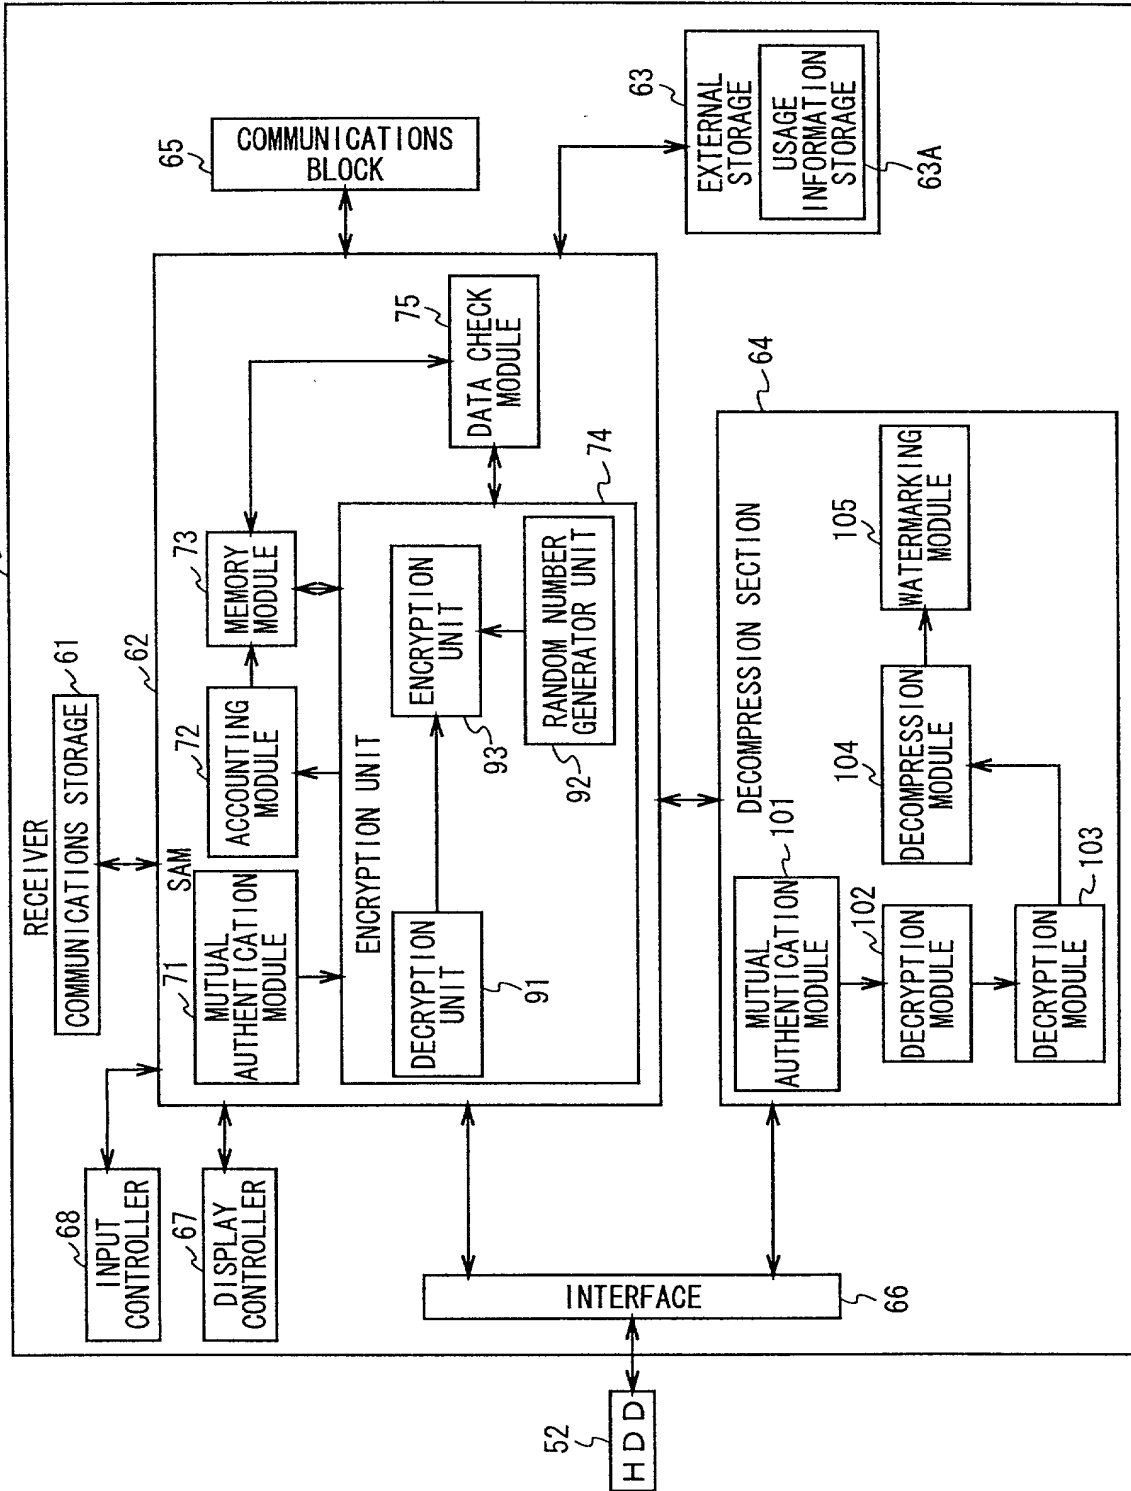 RECEIVER
COMMUNICATIONS STORAGE
61
68
INPUT
CONTROLLER
67
DISPLAY
CONTROLLER
SAM
62
71
MUTUAL
AUTHENTICATION
MODULE
72
ACCOUNTING
MODULE
73
MEMORY
MODULE
65
COMMUNICATIONS
BLOCK
ENCRYPTION UNIT
74
DECRYPTION
UNIT
91
ENCRYPTION
UNIT
93
RANDOM NUMBER
GENERATOR UNIT
92
75
DATA CHECK
MODULE
63
EXTERNAL
STORAGE
USAGE
INFORMATION
STORAGE
63A
52
HDD
INTERFACE
66
DECOMPRESSION SECTION
64
MUTUAL
AUTHENTICATION
MODULE
101
DECRYPTION
MODULE
102
DECRYPTION
MODULE
103
104
DECOMPRESSION
MODULE
105
WATERMARKING
MODULE